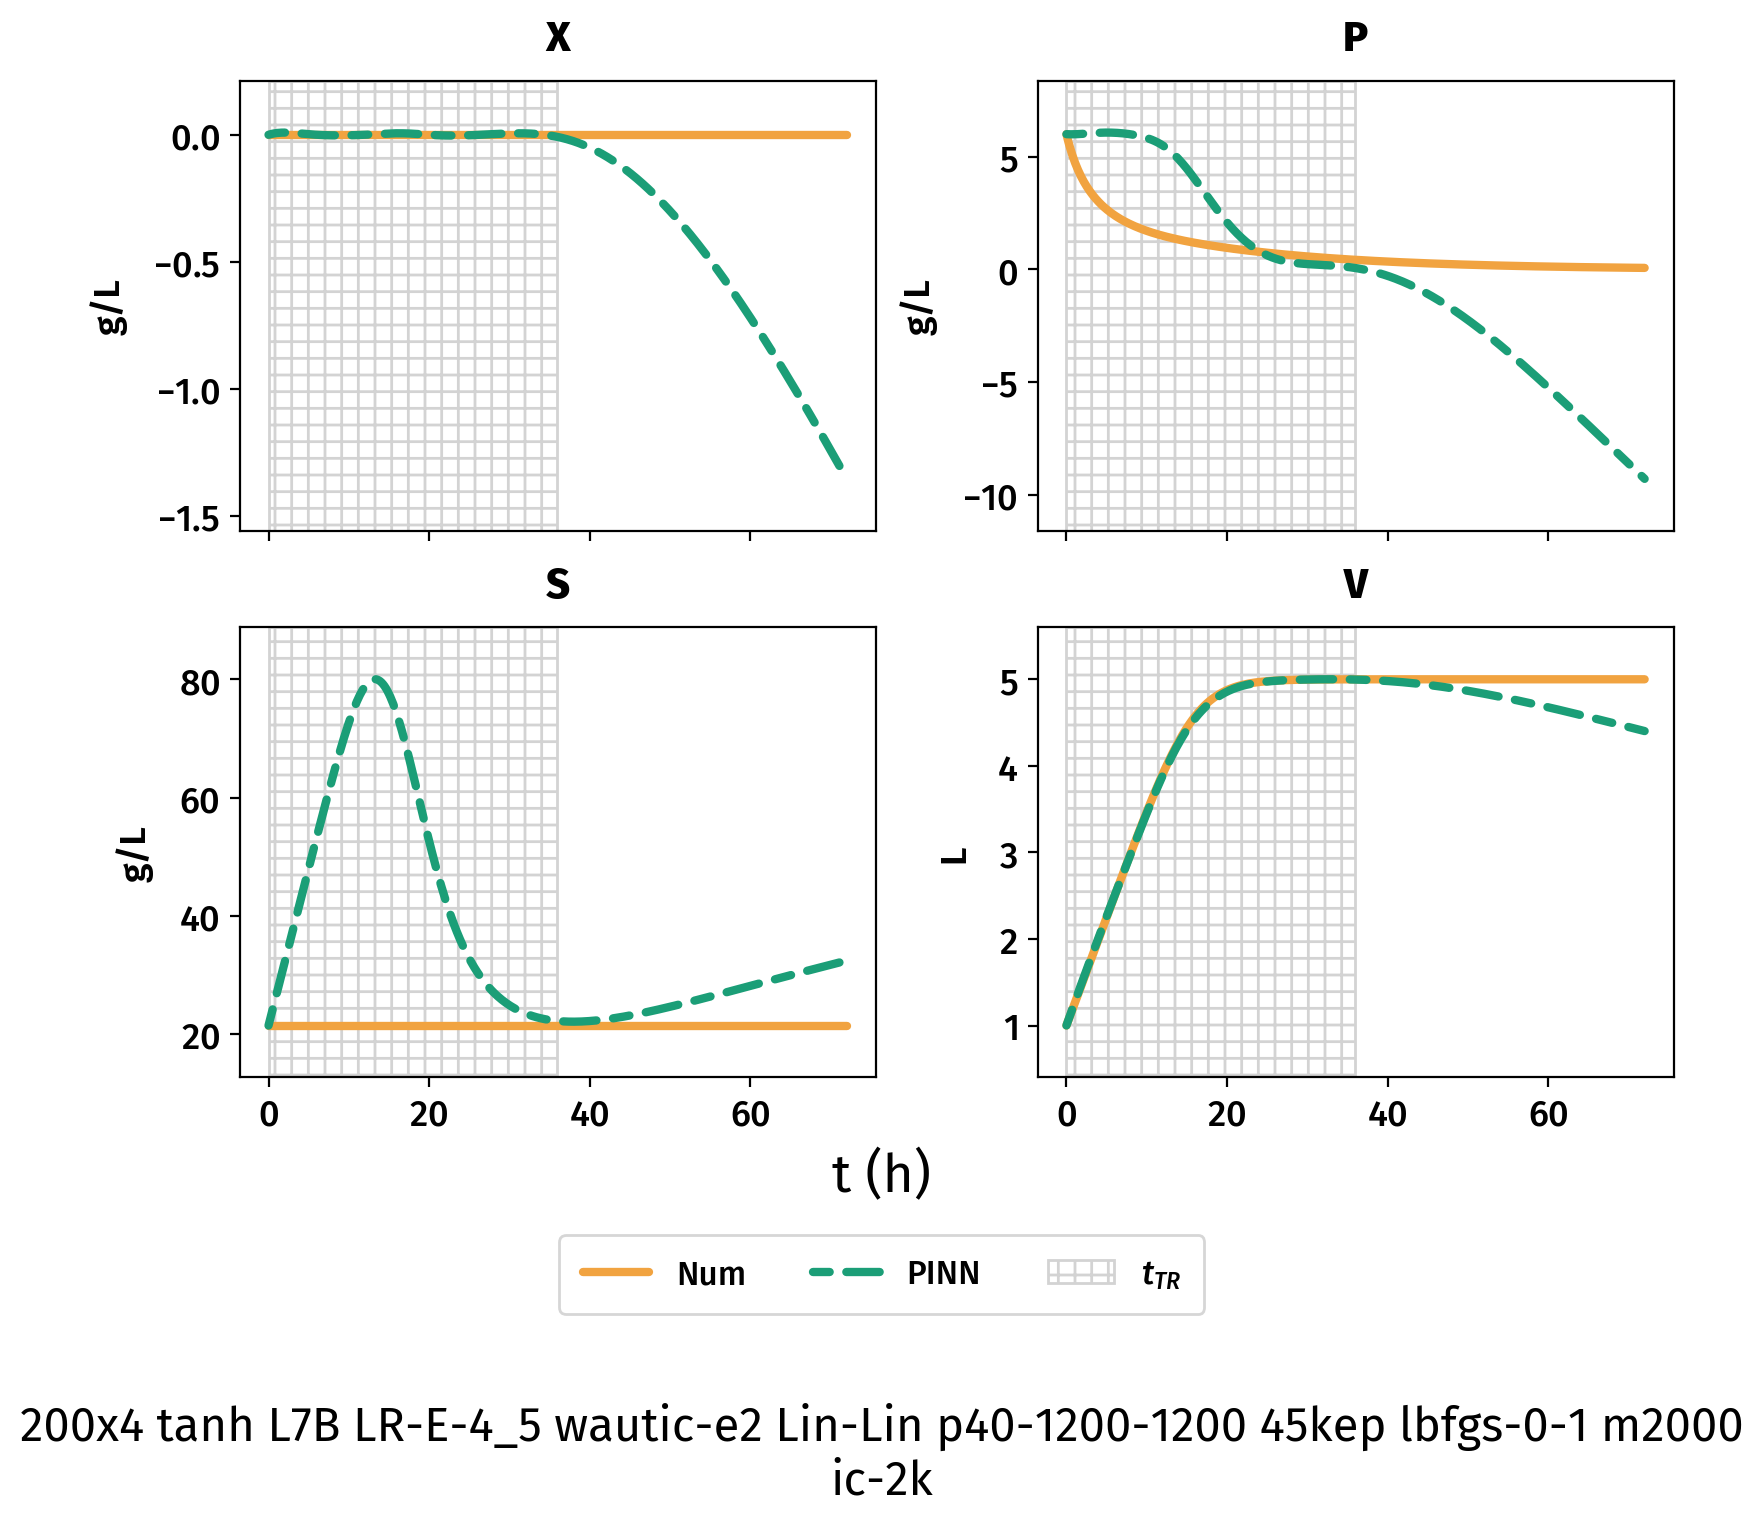 X
P
0.0
−0.5
−1.0
−1.5
g/L
5
0
−5
−10
g/L
S
V
80
60
40
20
g/L
5
4
3
2
1
L
0 20 40 60
0 20 40 60
t (h)
Num PINN tTR
200x4 tanh L7B LR-E-4_5 wautic-e2 Lin-Lin p40-1200-1200 45kep lbfgs-0-1 m2000
ic-2k